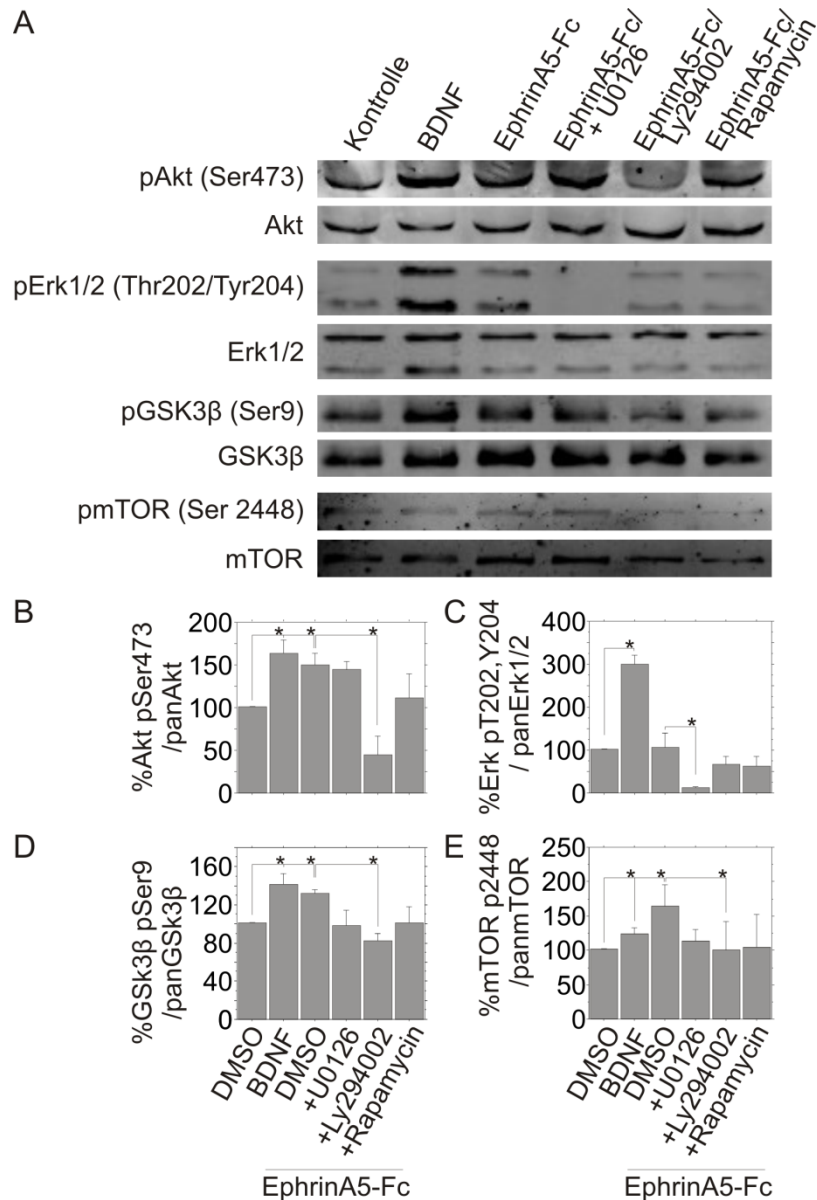 A
Kontrolle
BDNF
EphrinA5-Fc
EphrinA5-Fc/
+ U0126
EphrinA5-Fc/
Ly294002
EphrinA5-Fc/
Rapamycin
pAkt (Ser473)
Akt
pErk1/2 (Thr202/Tyr204)
Erk1/2
pGSK3β (Ser9)
GSK3β
pmTOR (Ser 2448)
mTOR
B
%Akt pSer473
/panAkt
200
150
100
50
0
* * *
C
%Erk pT202,Y204
/ panErk1/2
400
300
200
100
0
* *
D
%GSk3β pSer9
/panGSk3β
160
120
80
40
0
* * *
DMSO
BDNF
DMSO
+U0126
+Ly294002
+Rapamycin
EphrinA5-Fc
E
%mTOR p2448
/panmTOR
250
200
150
100
50
0
* * *
DMSO
BDNF
DMSO
+U0126
+Ly294002
+Rapamycin
EphrinA5-Fc